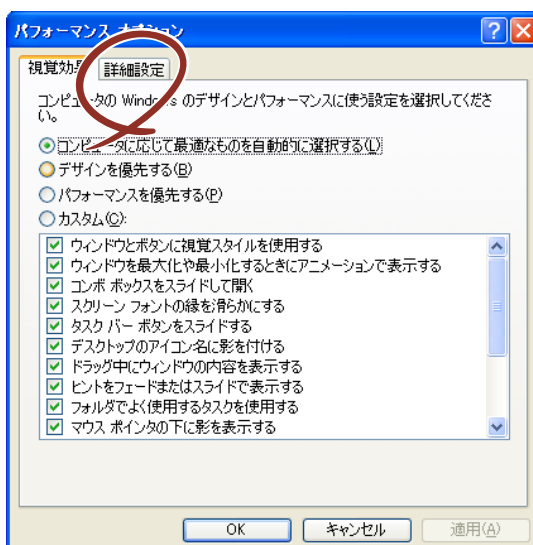 パフォーマンス オプション
視覚効果 詳細設定
コンピュータの Windows のデザインとパフォーマンスに使う設定を選択してくださ
い。
コンピュータに応じて最適なものを自動的に選択する(L)
デザインを優先する(B)
パフォーマンスを優先する(P)
カスタム(C):
ウィンドウとボタンに視覚スタイルを使用する
ウィンドウを最大化や最小化するときにアニメーションで表示する
コンボ ボックスをスライドして開く
スクリーン フォントの縁を滑らかにする
タスク バー ボタンをスライドする
デスクトップのアイコン名に影を付ける
ドラッグ中にウィンドウの内容を表示する
ヒントをフェードまたはスライドで表示する
フォルダでよく使用するタスクを使用する
マウス ポインタの下に影を表示する
OK キャンセル 適用(A)